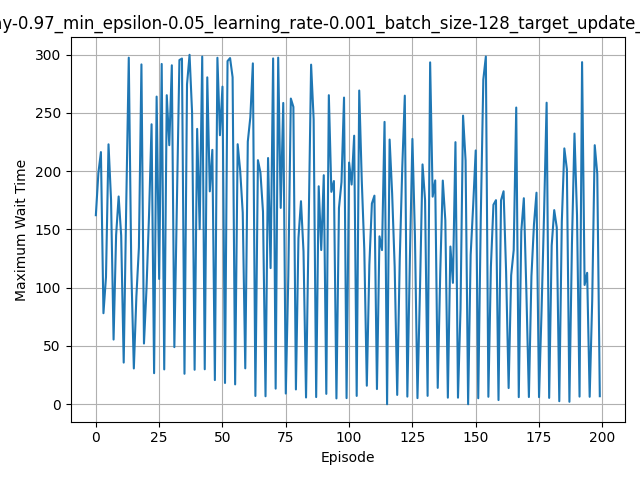 ay-0.97_min_epsilon-0.05_learning_rate-0.001_batch_size-128_target_update_
300
250
200
150
100
50
0
Maximum Wait Time
0 25 50 75 100 125 150 175 200
Episode